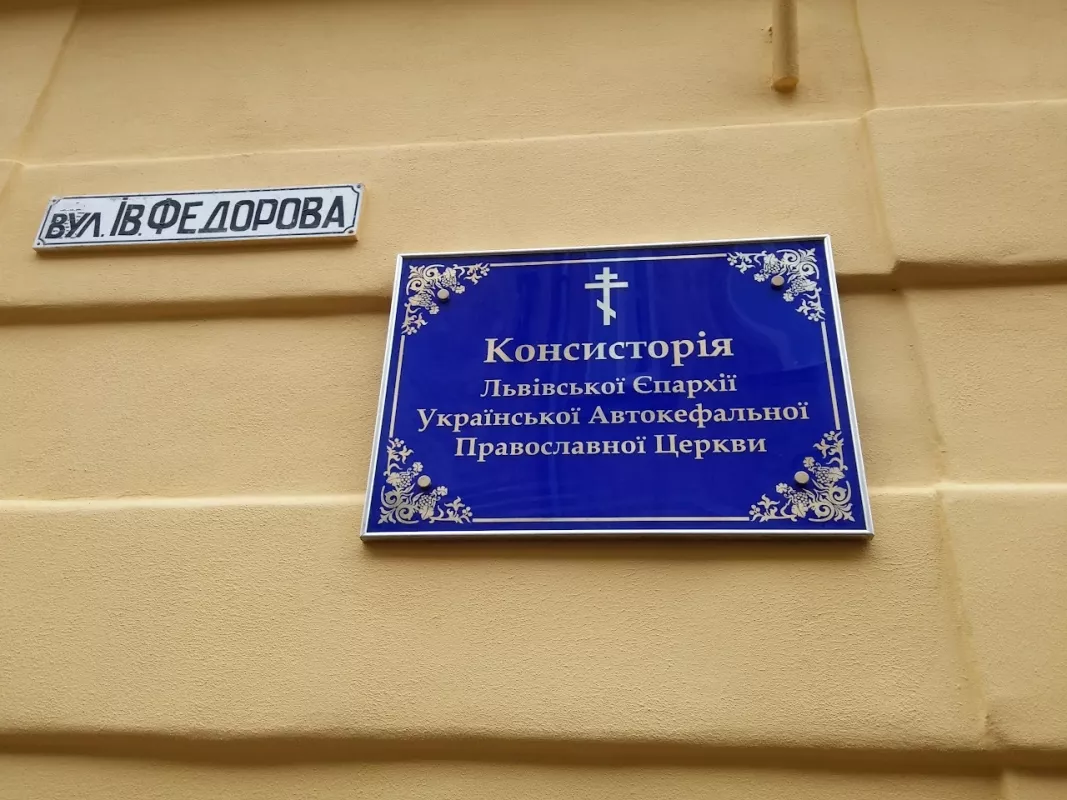 ВУЛ. ІВ. ФЕДОРОВА
Консисторія
Львівської Єпархії
Української Автокефальної
Православної Церкви